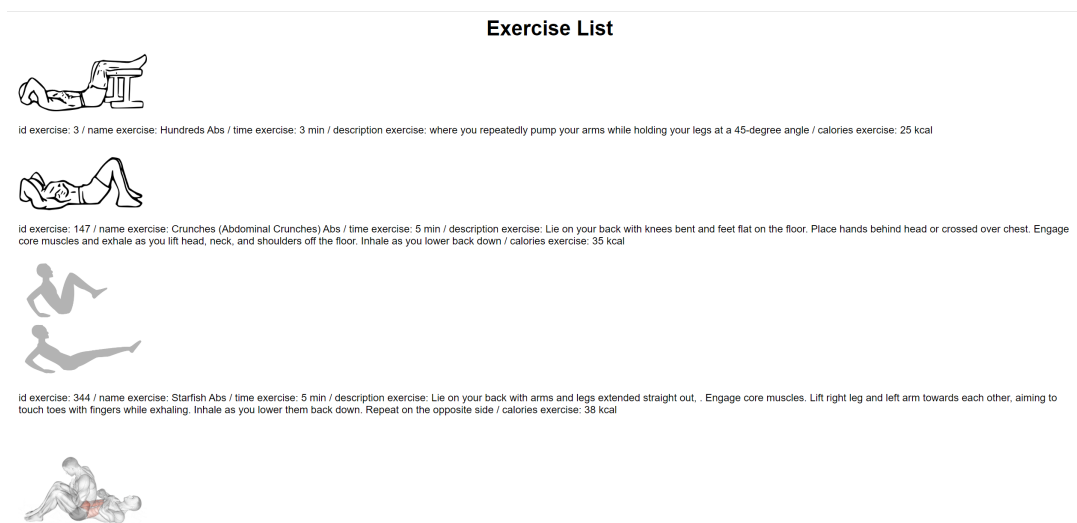 Exercise List
id exercise: 3 / name exercise: Hundreds Abs / time exercise: 3 min / description exercise: where you repeatedly pump your arms while holding your legs at a 45-degree angle / calories exercise: 25 kcal
id exercise: 147 / name exercise: Crunches (Abdominal Crunches) Abs / time exercise: 5 min / description exercise: Lie on your back with knees bent and feet flat on the floor. Place hands behind head or crossed over chest. Engage
core muscles and exhale as you lift head, neck, and shoulders off the floor. Inhale as you lower back down / calories exercise: 35 kcal
id exercise: 344 / name exercise: Starfish Abs / time exercise: 5 min / description exercise: Lie on your back with arms and legs extended straight out, . Engage core muscles. Lift right leg and left arm towards each other, aiming to
touch toes with fingers while exhaling. Inhale as you lower them back down. Repeat on the opposite side / calories exercise: 38 kcal